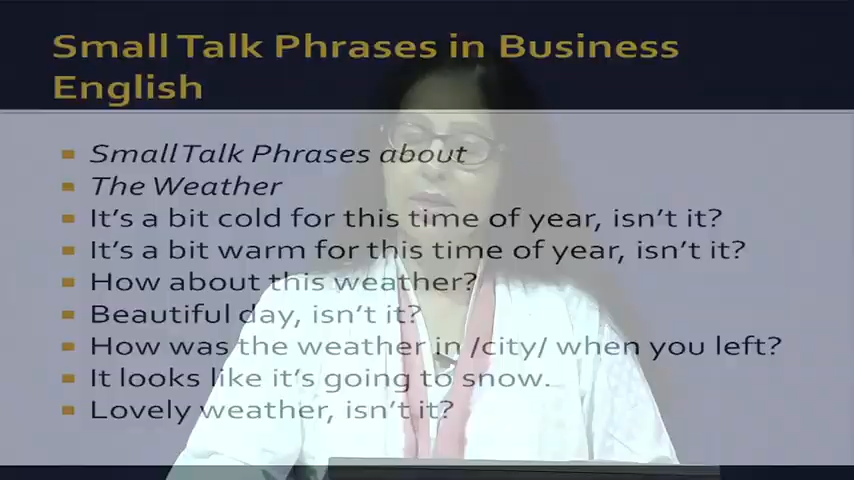 Small Talk Phrases in Business
English
Small Talk Phrases about
The Weather
It's a bit cold for this time of year, isn't it?
It's a bit warm for this time of year, isn't it?
How about this weather?
Beautiful day, isn't it?
How was the weather in /city/ when you left?
It looks like it's going to snow.
Lovely weather, isn't it?